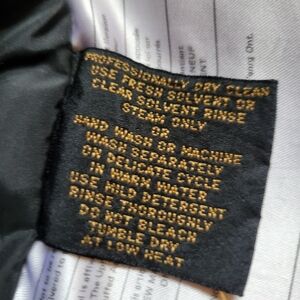 PROFESSIONALLY DRY CLEAN
USE FRESH SOLVENT OR
CLEAR SOLVENT RINSE
STEAM ONLY
OR
HAND WASH OR MACHINE
WASH SEPARATELY
ON DELICATE CYCLE
IN WARM WATER
USE MILD DETERGENT
RINSE THOROUGHLY
DO NOT BLEACH
TUMBLE DRY
AT LOW HEAT